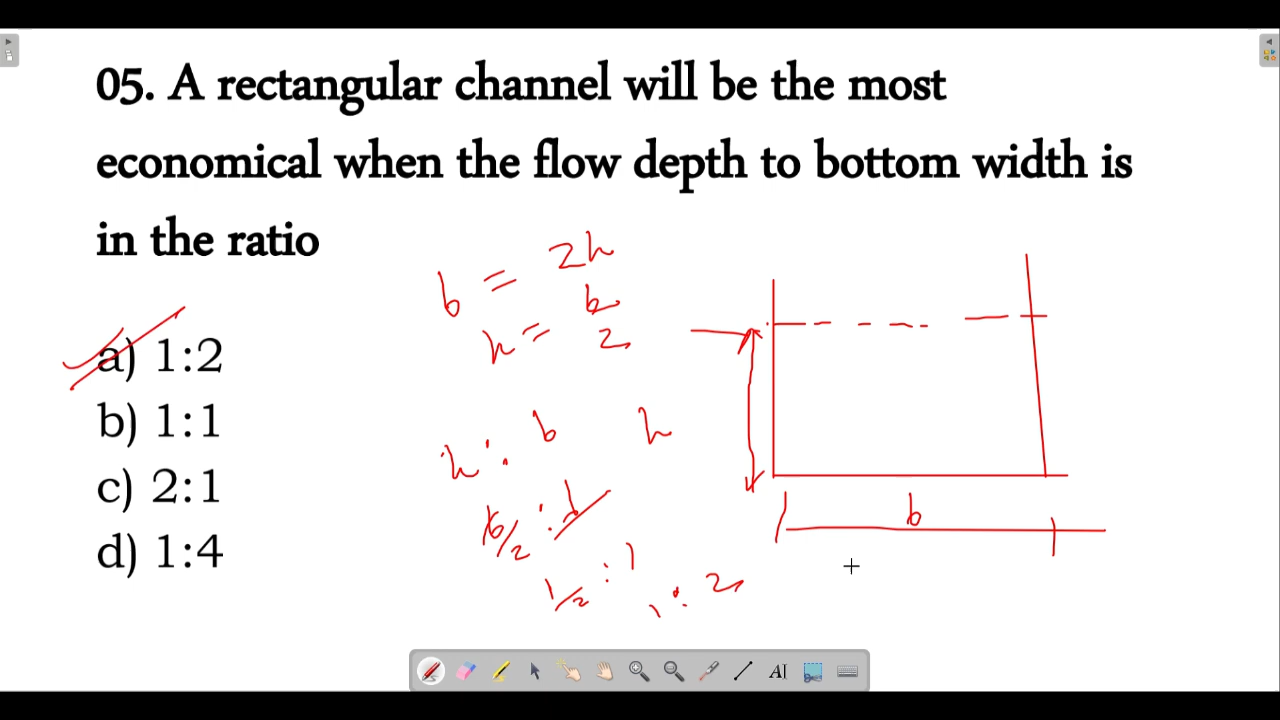 05. A rectangular channel will be the most
economical when the flow depth to bottom width is
in the ratio
b = 2h
h = b/2
a) 1:2
b) 1:1
c) 2:1
d) 1:4
h : b
h
b/2 : b
1/2 : 1
1 : 2
b
AI